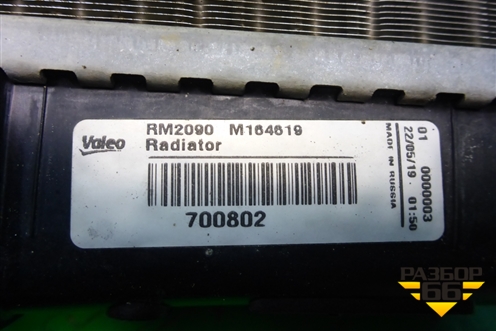 Valeo
RM2090 M164619
Radiator
700802
01 0000003
22/05/19 01:50
MADE IN RUSSIA
РАЗБОР
66